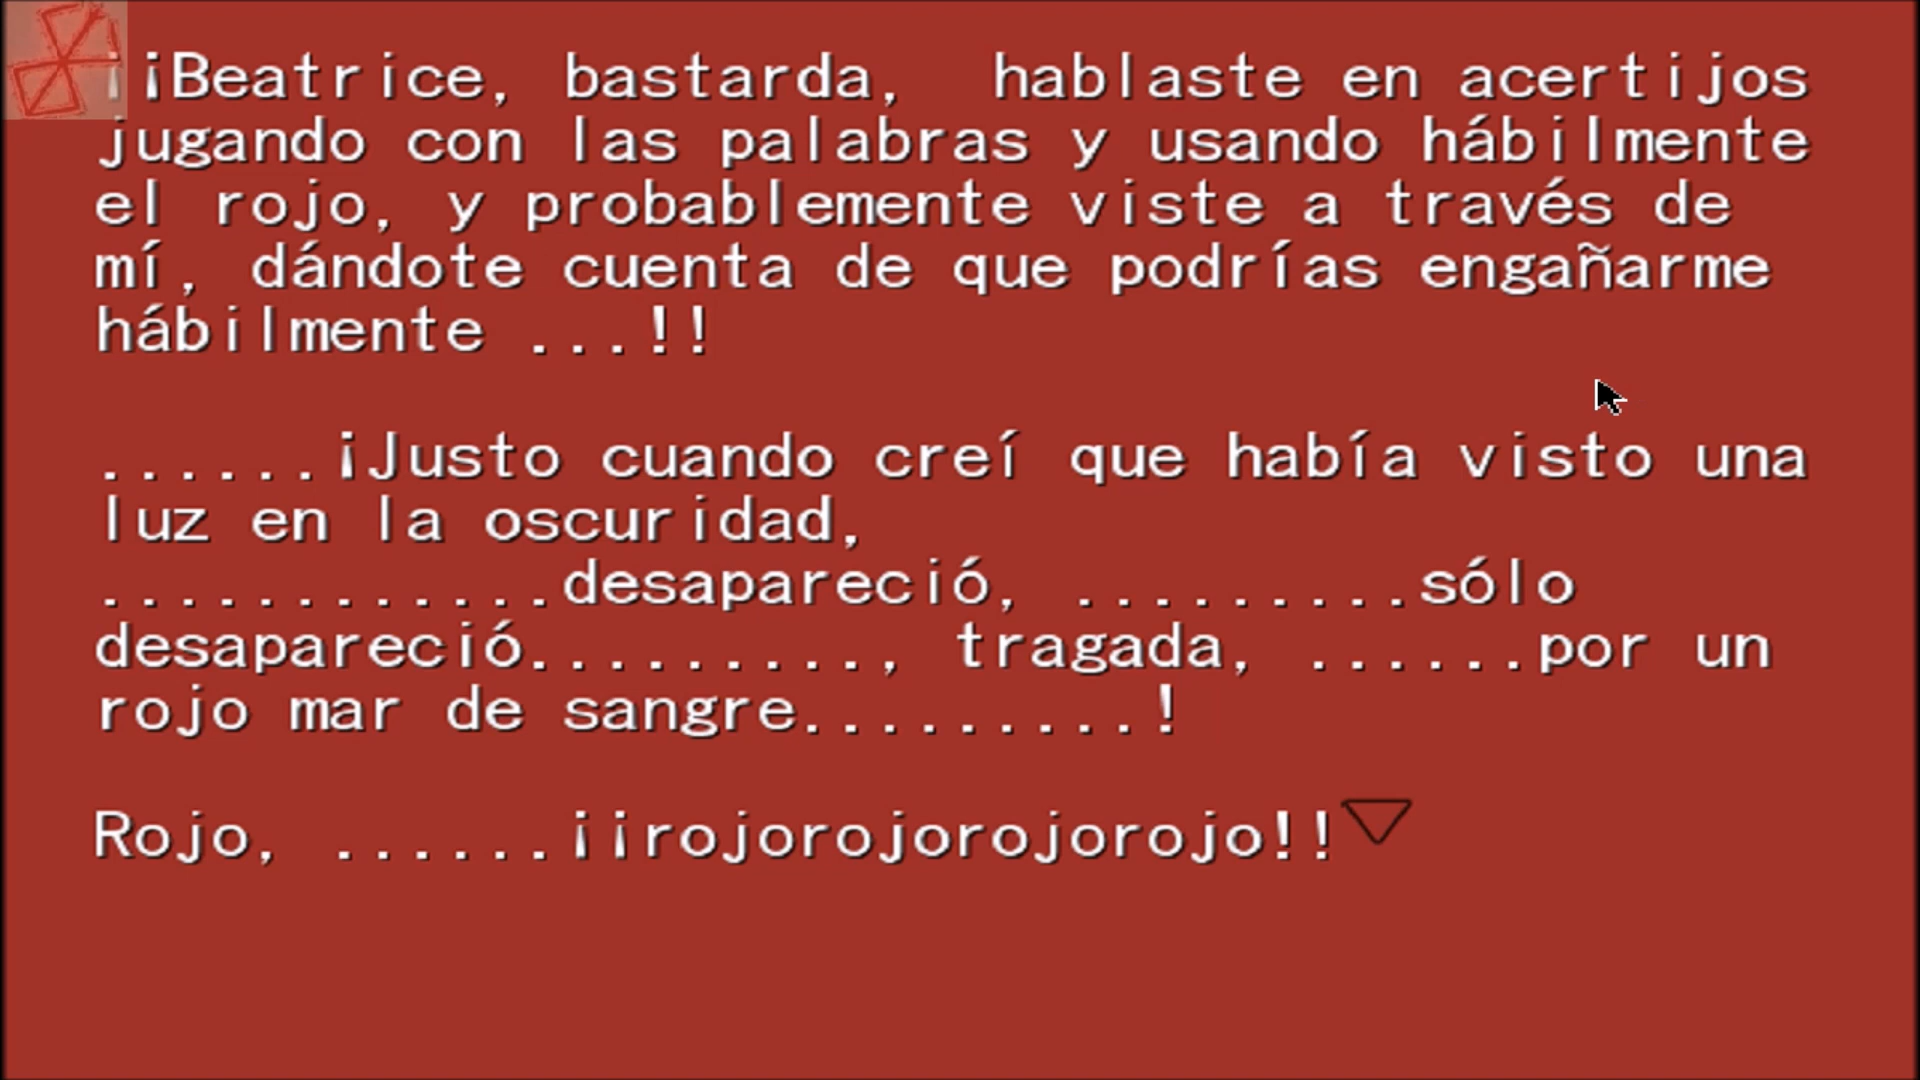 ¡¡Beatrice, bastarda, hablaste en acertijos
jugando con las palabras y usando hábilmente
el rojo, y probablemente viste a través de
mí, dándote cuenta de que podrías engañarme
hábilmente ...!!
......¡Justo cuando creí que había visto una
luz en la oscuridad,
............desapareció, .........sólo
desapareció.........., tragada, ......por un
rojo mar de sangre.........!
Rojo, ......¡¡rojorojorojorojorojo!!